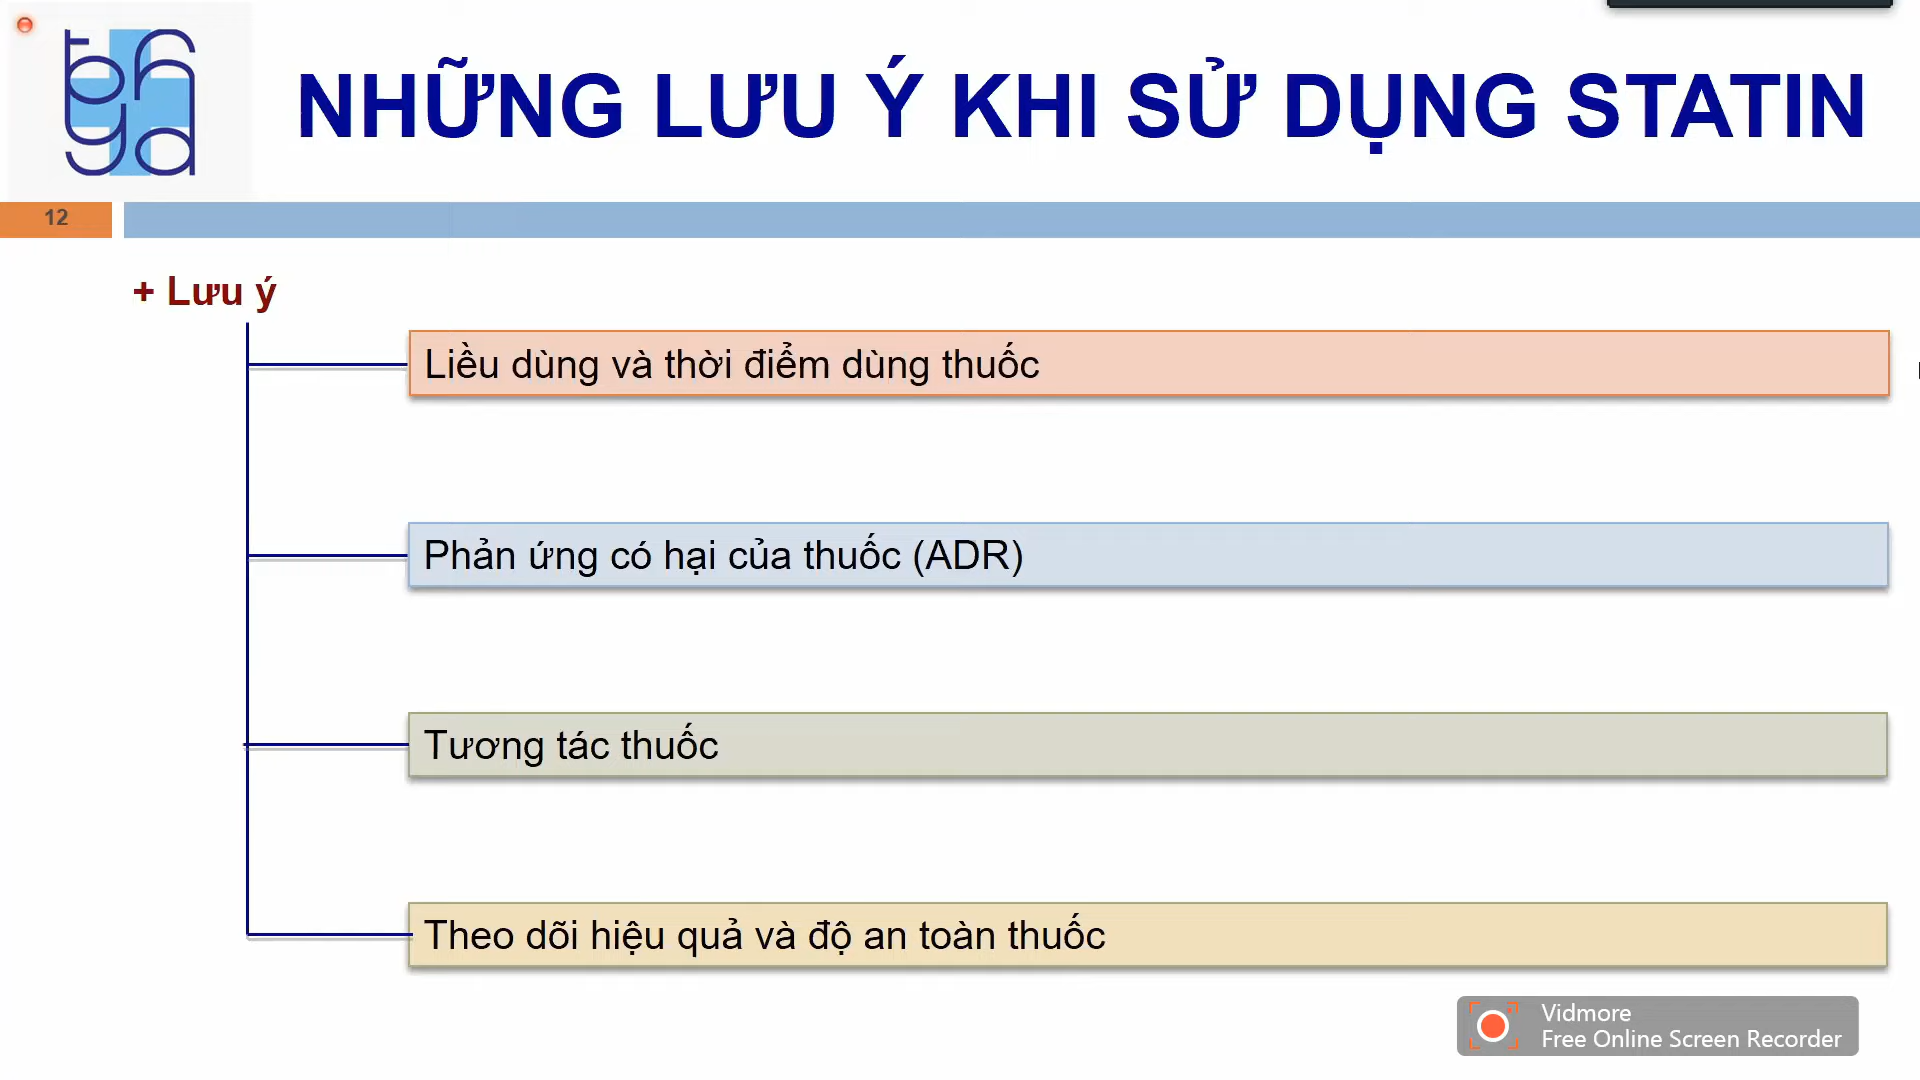 NHỮNG LƯU Ý KHI SỬ DỤNG STATIN
12
+ Lưu ý
Liều dùng và thời điểm dùng thuốc
Phản ứng có hại của thuốc (ADR)
Tương tác thuốc
Theo dõi hiệu quả và độ an toàn thuốc
Vidmore
Free Online Screen Recorder